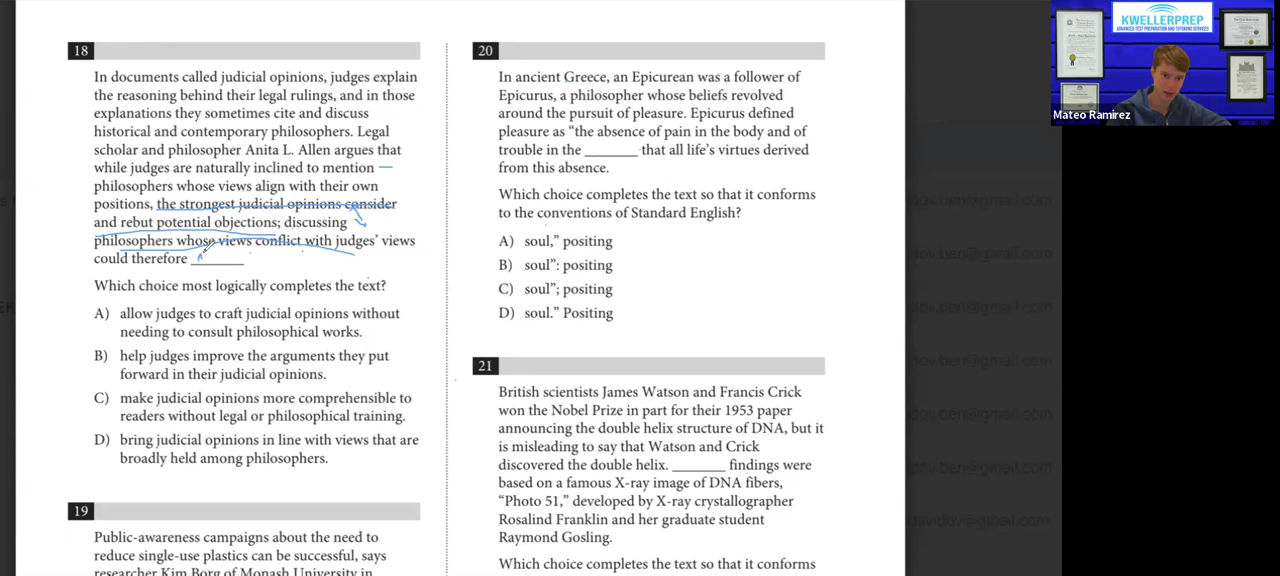 18
In documents called judicial opinions, judges explain
the reasoning behind their legal rulings, and in those
explanations they sometimes cite and discuss
historical and contemporary philosophers. Legal
scholar and philosopher Anita L. Allen argues that
while judges are naturally inclined to mention
philosophers whose views align with their own
positions, the strongest judicial opinions consider
and rebut potential objections; discussing
philosophers whose views conflict with judges’ views
could therefore ______
Which choice most logically completes the text?
A) allow judges to craft judicial opinions without
needing to consult philosophical works.
B) help judges improve the arguments they put
forward in their judicial opinions.
C) make judicial opinions more comprehensible to
readers without legal or philosophical training.
D) bring judicial opinions in line with views that are
broadly held among philosophers.
19
Public-awareness campaigns about the need to
reduce single-use plastics can be successful, says
researcher Kim Borg of Monash University in
20
In ancient Greece, an Epicurean was a follower of
Epicurus, a philosopher whose beliefs revolved
around the pursuit of pleasure. Epicurus defined
pleasure as “the absence of pain in the body and of
trouble in the ______ that all life’s virtues derived
from this absence.
Which choice completes the text so that it conforms
to the conventions of Standard English?
A) soul,” positing
B) soul”: positing
C) soul”; positing
D) soul.” Positing
21
British scientists James Watson and Francis Crick
won the Nobel Prize in part for their 1953 paper
announcing the double helix structure of DNA, but it
is misleading to say that Watson and Crick
discovered the double helix. ______ findings were
based on a famous X-ray image of DNA fibers,
“Photo 51,” developed by X-ray crystallographer
Rosalind Franklin and her graduate student
Raymond Gosling.
Which choice completes the text so that it conforms
KWELLERPREP
ADVANCED TEST PREPARATION AND TUTORING SERVICES
Mateo Ramirez